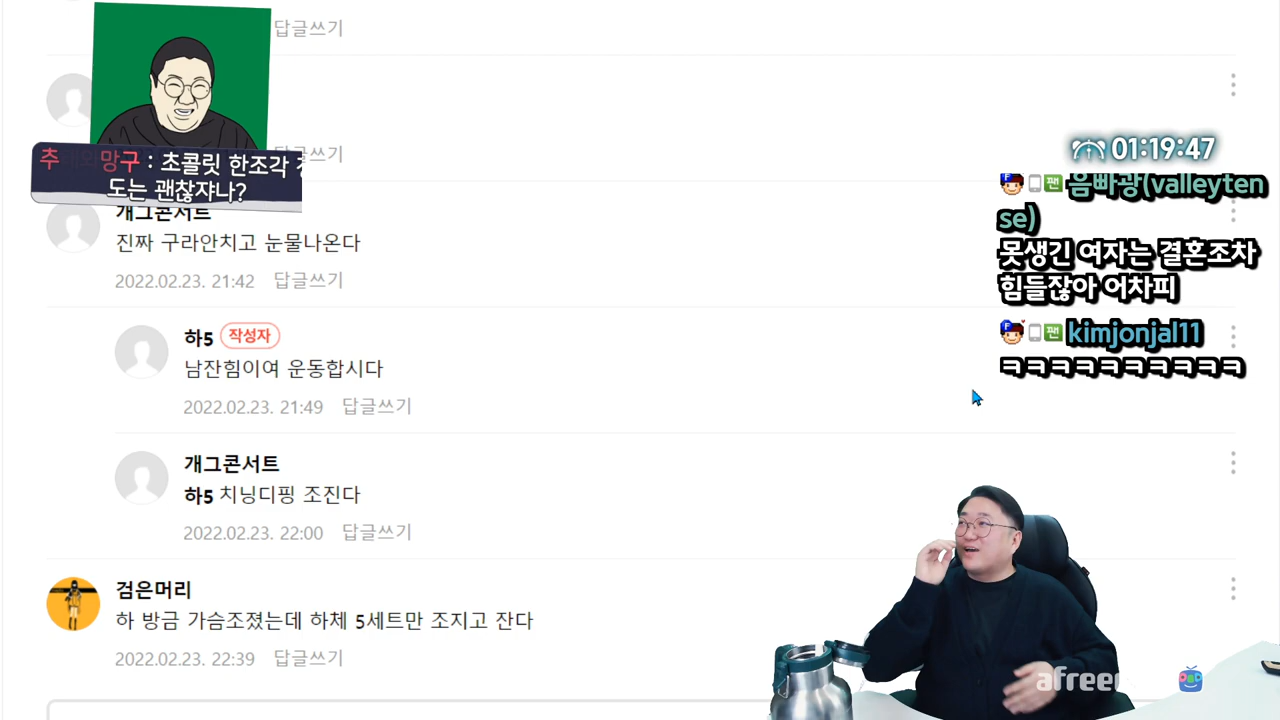 답글쓰기
답글쓰기
추 망구 : 초콜릿 한조각
도는 괜찮쟈나?
개그콘서트
진짜 구라안치고 눈물나온다
2022.02.23. 21:42 답글쓰기
하5 작성자
남잔힘이여 운동합시다
2022.02.23. 21:49 답글쓰기
개그콘서트
하5 치닝디핑 조진다
2022.02.23. 22:00 답글쓰기
검은머리
하 방금 가슴조졌는데 하체 5세트만 조지고 잔다
2022.02.23. 22:39 답글쓰기
01:19:47
F 팬 음빠광(valleyten
se)
못생긴 여자는 결혼조차
힘들잖아 어차피
F 팬 kimjonjal11
ㅋㅋㅋㅋㅋㅋㅋㅋㅋㅋ